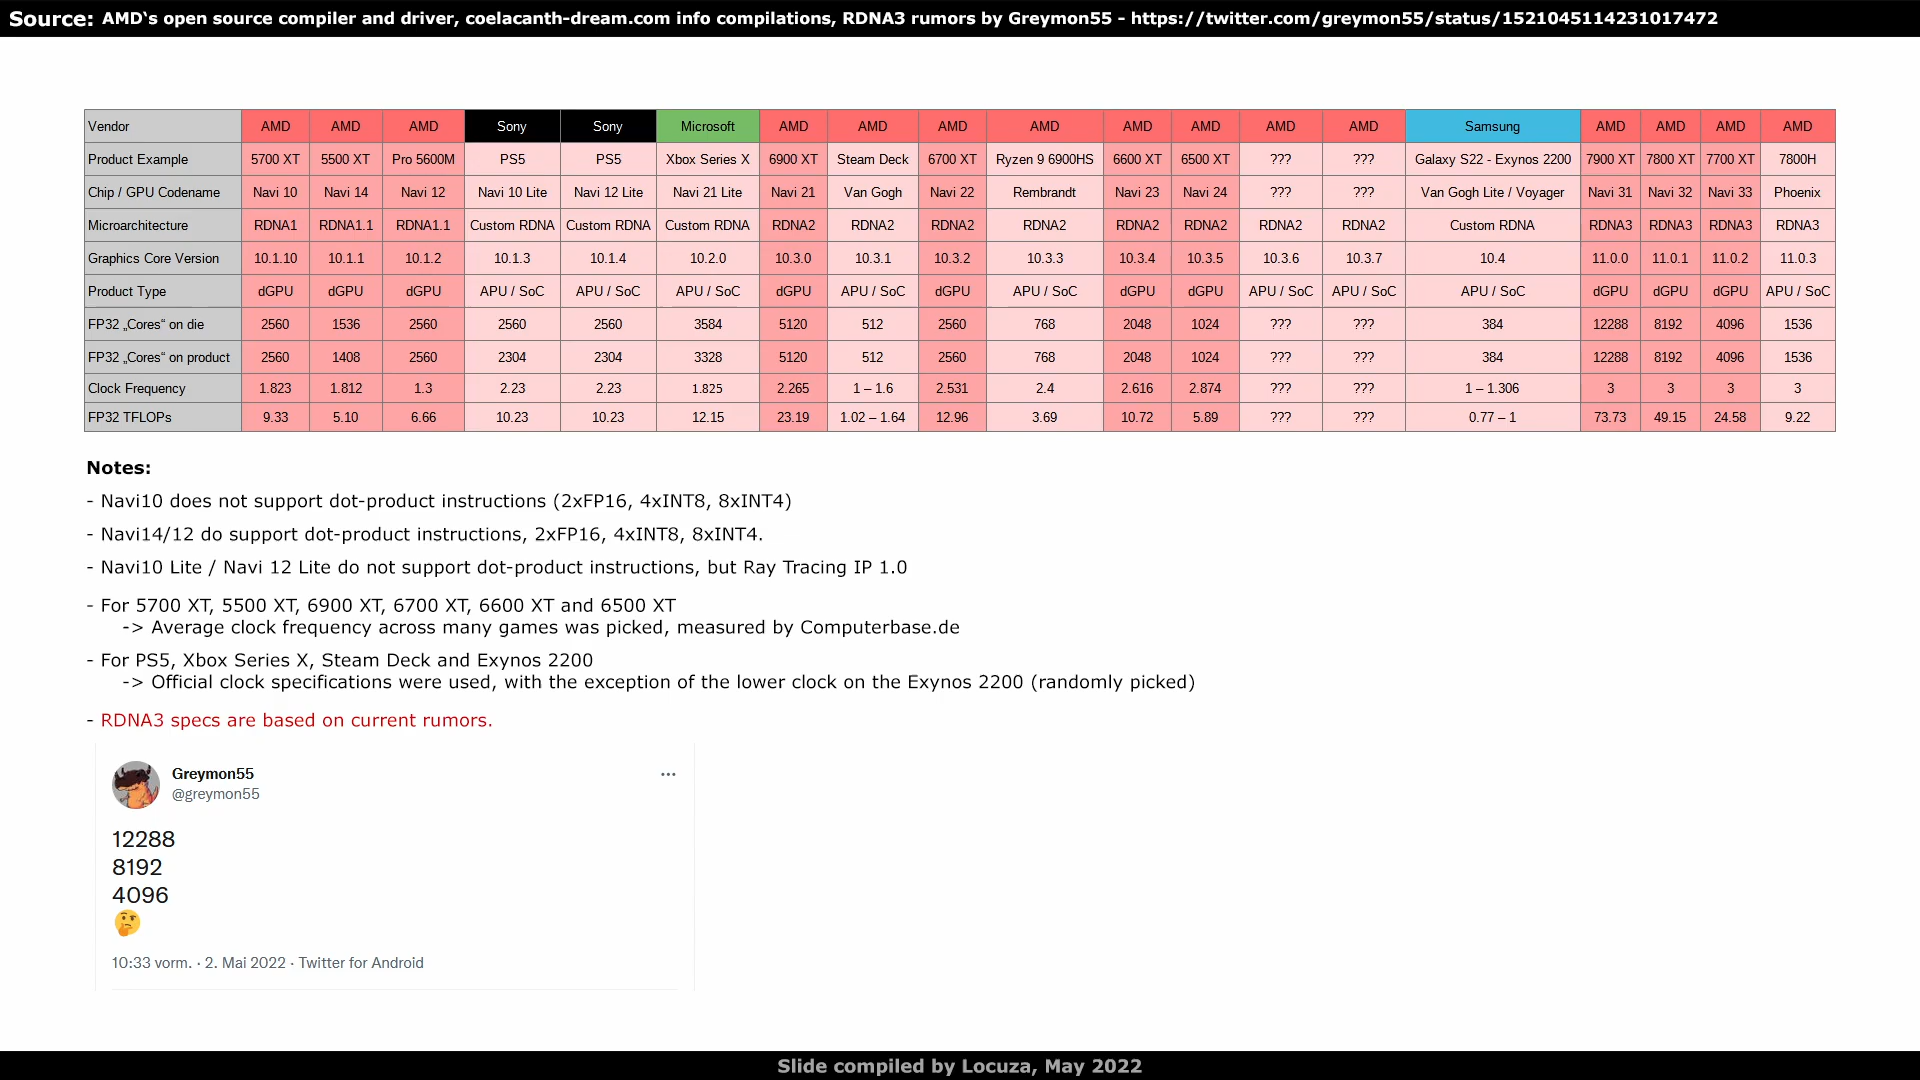 Source: AMD‘s open source compiler and driver, coelacanth-dream.com info compilations, RDNA3 rumors by Greymon55 - https://twitter.com/greymon55/status/1521045114231017472
Vendor AMD AMD AMD Sony Sony Microsoft AMD AMD AMD AMD AMD AMD AMD AMD Samsung AMD AMD AMD AMD
Product Example 5700 XT 5500 XT Pro 5600M PS5 PS5 Xbox Series X 6900 XT Steam Deck 6700 XT Ryzen 9 6900HS 6600 XT 6500 XT ??? ??? Galaxy S22 - Exynos 2200 7900 XT 7800 XT 7700 XT 7800H
Chip / GPU Codename Navi 10 Navi 14 Navi 12 Navi 10 Lite Navi 12 Lite Navi 21 Lite Navi 21 Van Gogh Navi 22 Rembrandt Navi 23 Navi 24 ??? ??? Van Gogh Lite / Voyager Navi 31 Navi 32 Navi 33 Phoenix
Microarchitecture RDNA1 RDNA1.1 RDNA1.1 Custom RDNA Custom RDNA Custom RDNA RDNA2 RDNA2 RDNA2 RDNA2 RDNA2 RDNA2 RDNA2 RDNA2 Custom RDNA RDNA3 RDNA3 RDNA3 RDNA3
Graphics Core Version 10.1.10 10.1.1 10.1.2 10.1.3 10.1.4 10.2.0 10.3.0 10.3.1 10.3.2 10.3.3 10.3.4 10.3.5 10.3.6 10.3.7 10.4 11.0.0 11.0.1 11.0.2 11.0.3
Product Type dGPU dGPU dGPU APU / SoC APU / SoC APU / SoC dGPU APU / SoC dGPU APU / SoC dGPU dGPU APU / SoC APU / SoC APU / SoC dGPU dGPU dGPU APU / SoC
FP32 „Cores“ on die 2560 1536 2560 2560 2560 3584 5120 512 2560 768 2048 1024 ??? ??? 384 12288 8192 4096 1536
FP32 „Cores“ on product 2560 1408 2560 2304 2304 3328 5120 512 2560 768 2048 1024 ??? ??? 384 12288 8192 4096 1536
Clock Frequency 1.823 1.812 1.3 2.23 2.23 1.825 2.265 1 – 1.6 2.531 2.4 2.616 2.874 ??? ??? 1 – 1.306 3 3 3 3
FP32 TFLOPs 9.33 5.10 6.66 10.23 10.23 12.15 23.19 1.02 – 1.64 12.96 3.69 10.72 5.89 ??? ??? 0.77 – 1 73.73 49.15 24.58 9.22
Notes:
- Navi10 does not support dot-product instructions (2xFP16, 4xINT8, 8xINT4)
- Navi14/12 do support dot-product instructions, 2xFP16, 4xINT8, 8xINT4.
- Navi10 Lite / Navi 12 Lite do not support dot-product instructions, but Ray Tracing IP 1.0
- For 5700 XT, 5500 XT, 6900 XT, 6700 XT, 6600 XT and 6500 XT
-> Average clock frequency across many games was picked, measured by Computerbase.de
- For PS5, Xbox Series X, Steam Deck and Exynos 2200
-> Official clock specifications were used, with the exception of the lower clock on the Exynos 2200 (randomly picked)
- RDNA3 specs are based on current rumors.
Greymon55
@greymon55
12288
8192
4096
🤔
10:33 vorm. · 2. Mai 2022 · Twitter for Android
Slide compiled by Locuza, May 2022